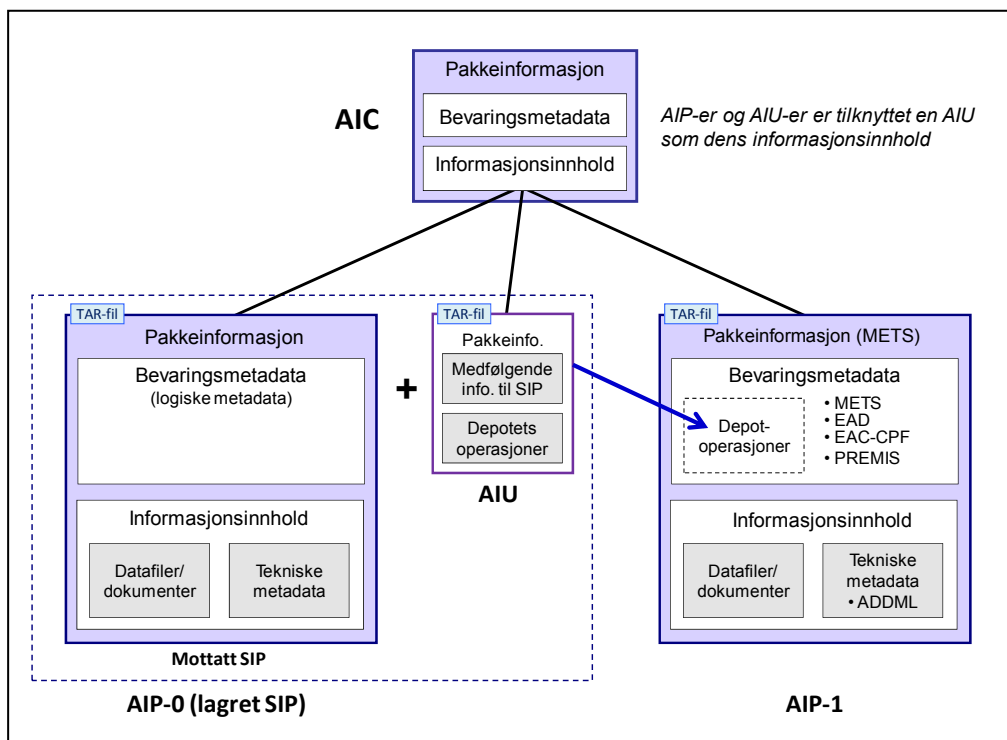 Pakkeinformasjon
AIC
Bevaringsmetadata
Informasjonsinnhold
AIP-er og AIU-er er tilknyttet en AIU
som dens informasjonsinnhold
TAR-fil
Pakkeinformasjon
Bevaringsmetadata
(logiske metadata)
Informasjonsinnhold
Datafiler/
dokumenter
Tekniske
metadata
Mottatt SIP
+
TAR-fil
Pakkeinfo.
Medfølgende
info. til SIP
Depotets
operasjoner
AIU
AIP-0 (lagret SIP)
TAR-fil
Pakkeinformasjon (METS)
Bevaringsmetadata
Depot-
operasjoner
• METS
• EAD
• EAC-CPF
• PREMIS
Informasjonsinnhold
Datafiler/
dokumenter
Tekniske
metadata
• ADDML
AIP-1